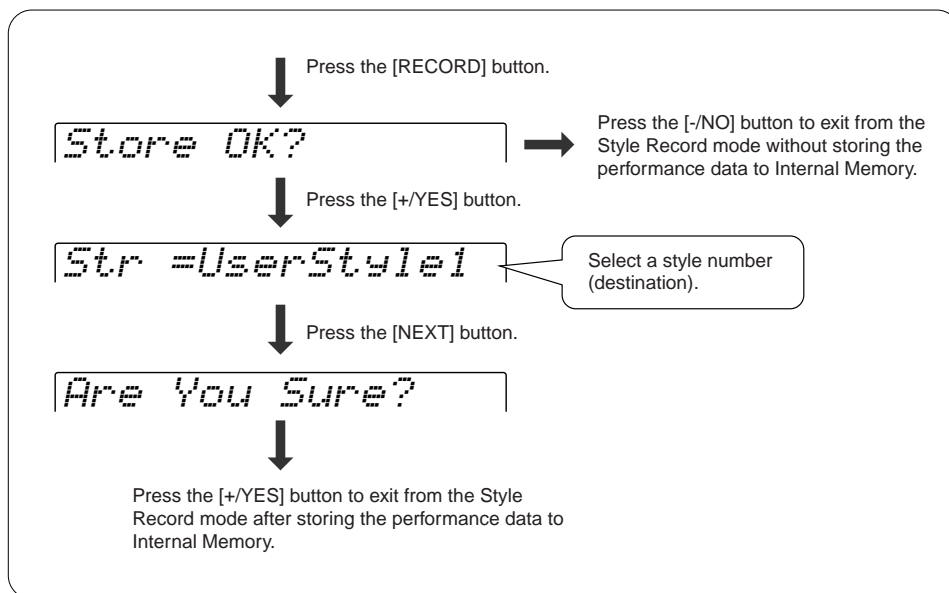 Press the [RECORD] button.
Store OK?
Press the [-/NO] button to exit from the
Style Record mode without storing the
performance data to Internal Memory.
Press the [+/YES] button.
Str =UserStyle1
Select a style number
(destination).
Press the [NEXT] button.
Are You Sure?
Press the [+/YES] button to exit from the Style
Record mode after storing the performance data to
Internal Memory.